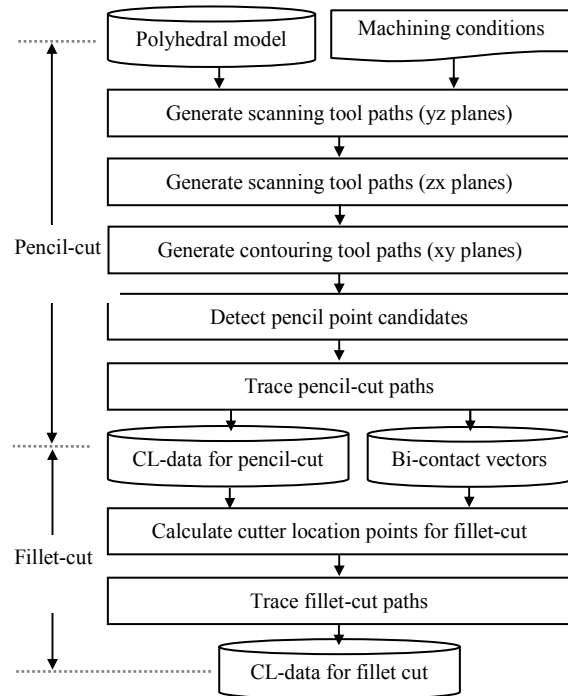 Polyhedral model
Machining conditions
Generate scanning tool paths (yz planes)
Generate scanning tool paths (zx planes)
Pencil-cut
Generate contouring tool paths (xy planes)
Detect pencil point candidates
Trace pencil-cut paths
CL-data for pencil-cut
Bi-contact vectors
Calculate cutter location points for fillet-cut
Fillet-cut
Trace fillet-cut paths
CL-data for fillet cut